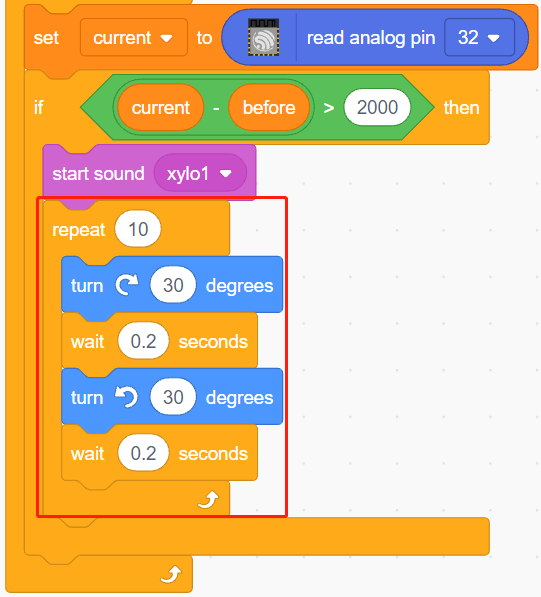 set current to read analog pin 32
if current - before > 2000 then
start sound xylo1
repeat 10
turn 30 degrees
wait 0.2 seconds
turn 30 degrees
wait 0.2 seconds